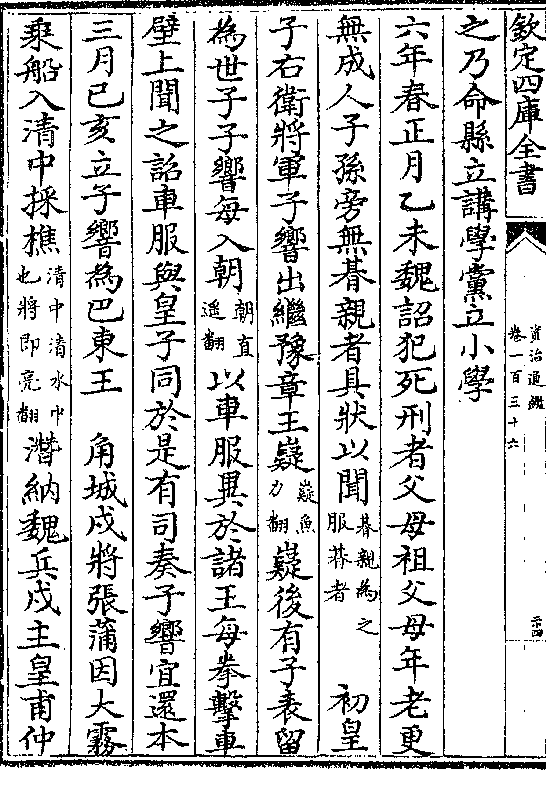 欽定四庫全書
資治通鑑
卷一百三十六
二十四
之乃命縣立講學黨立小學
六年春正月乙未魏詔犯死刑者父母祖父母年老更
無成人子孫旁無朞親者具狀以聞朞親為之服朞者 初皇
子右衛將軍子響出繼豫章王嶷嶷魚力翻嶷後有子表留
為世子子響每入朝朝直遥翻以車服異於諸王每拳擊車
壁上聞之詔車服與皇子同於是有司奏子響宜還本
三月己亥立子響為巴東王 角城戍將張蒲因大霧
乘船入清中採樵清中清水中也將即亮翻潛納魏兵戍主皇甫仲